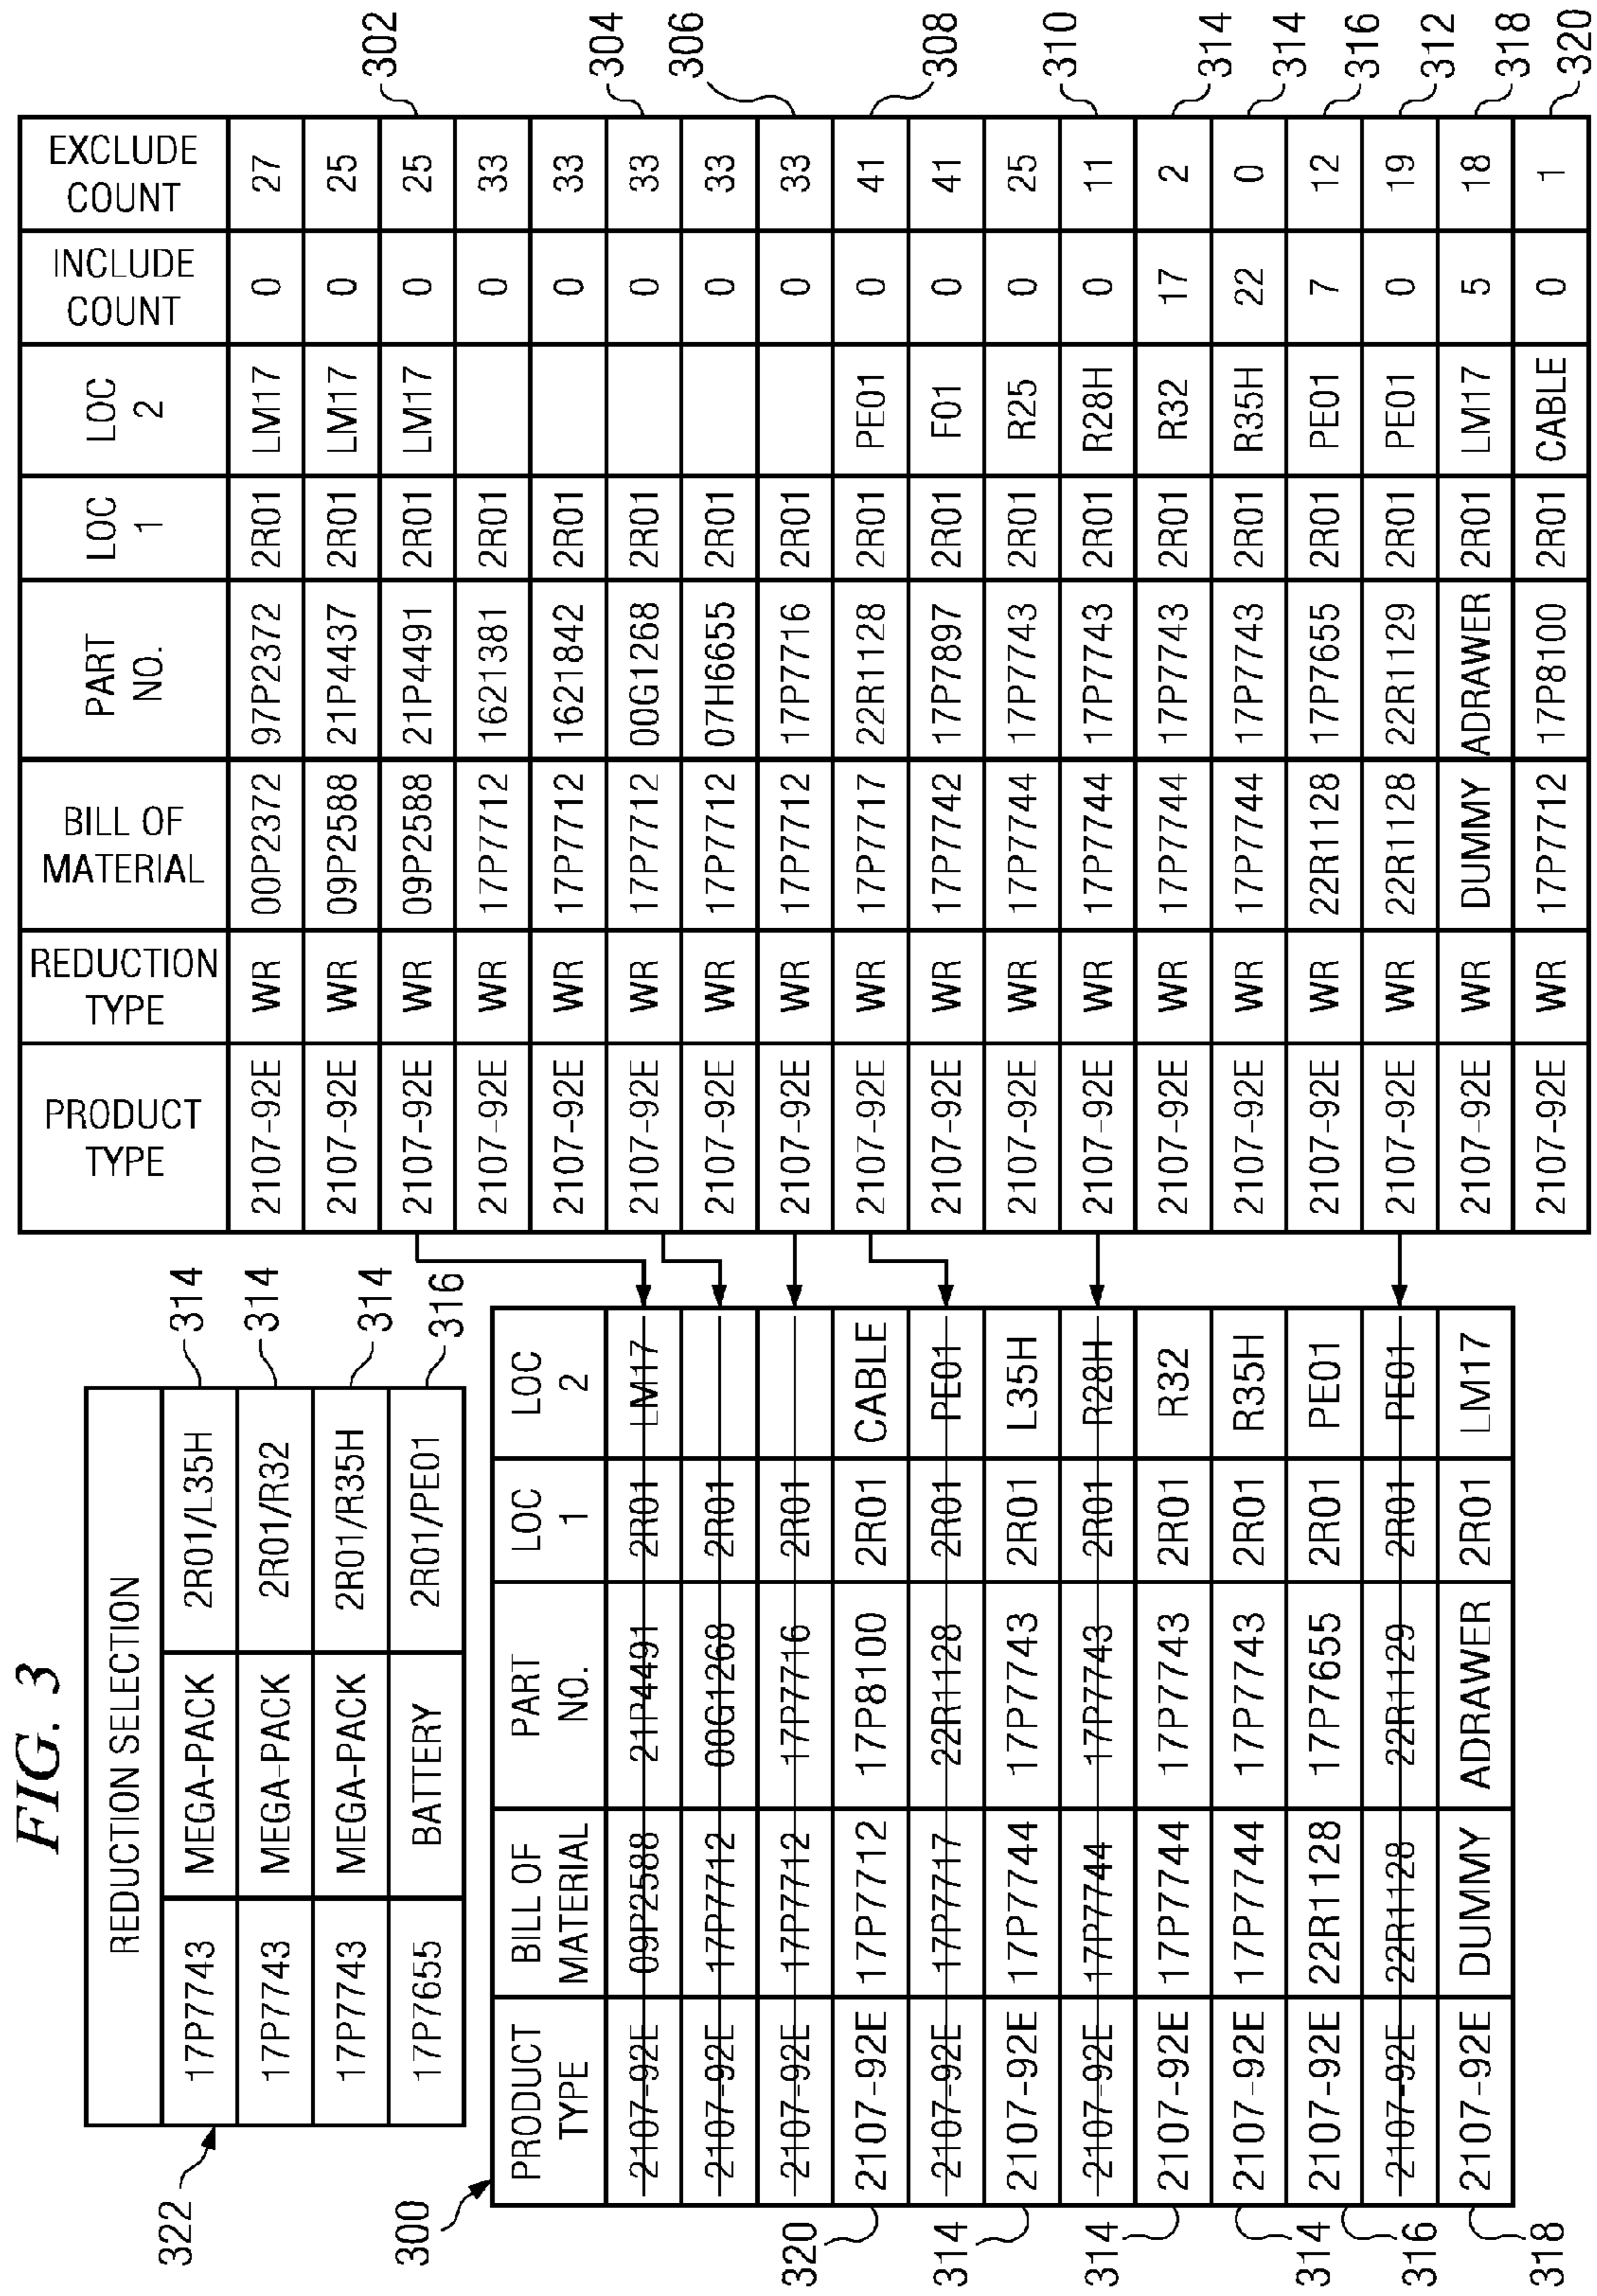 FIG. 3
REDUCTION SELECTION
17P7743 MEGA-PACK 2R01/L35H 314
17P7743 MEGA-PACK 2R01/R32 314
17P7743 MEGA-PACK 2R01/R35H 314
17P7655 BATTERY 2R01/PE01 316
322
300
PRODUCT TYPE BILL OF MATERIAL PART NO. LOC 1 LOC 2
2107-92E 09P2588 21P4491 2R01 LM17
2107-92E 17P7712 00G1268 2R01
2107-92E 17P7712 17P7716 2R01
320 2107-92E 17P7712 17P8100 2R01 CABLE
2107-92E 17P7717 22R1128 2R01 PE01
314 2107-92E 17P7744 17P7743 2R01 L35H
2107-92E 17P7744 17P7743 2R01 R28H
314 2107-92E 17P7744 17P7743 2R01 R32
314 2107-92E 17P7744 17P7743 2R01 R35H
316 2107-92E 22R1128 17P7655 2R01 PE01
2107-92E 22R1128 22R1129 2R01 PE01
318 2107-92E DUMMY ADRAWER 2R01 LM17
PRODUCT TYPE REDUCTION TYPE BILL OF MATERIAL PART NO. LOC 1 LOC 2 INCLUDE COUNT EXCLUDE COUNT
2107-92E WR 00P2372 97P2372 2R01 LM17 0 27
2107-92E WR 09P2588 21P4437 2R01 LM17 0 25
2107-92E WR 09P2588 21P4491 2R01 LM17 0 25 302
2107-92E WR 17P7712 1621381 2R01 0 33
2107-92E WR 17P7712 1621842 2R01 0 33
2107-92E WR 17P7712 00G1268 2R01 0 33 304
2107-92E WR 17P7712 07H6655 2R01 0 33
2107-92E WR 17P7712 17P7716 2R01 0 33 306
2107-92E WR 17P7717 22R1128 2R01 PE01 0 41 308
2107-92E WR 17P7742 17P7897 2R01 F01 0 41
2107-92E WR 17P7744 17P7743 2R01 R25 0 25
2107-92E WR 17P7744 17P7743 2R01 R28H 0 11 310
2107-92E WR 17P7744 17P7743 2R01 R32 17 2 314
2107-92E WR 17P7744 17P7743 2R01 R35H 22 0 314
2107-92E WR 22R1128 17P7655 2R01 PE01 7 12 316
2107-92E WR 22R1128 22R1129 2R01 PE01 0 19 312
2107-92E WR DUMMY ADRAWER 2R01 LM17 5 18 318
2107-92E WR 17P7712 17P8100 2R01 CABLE 0 1 320